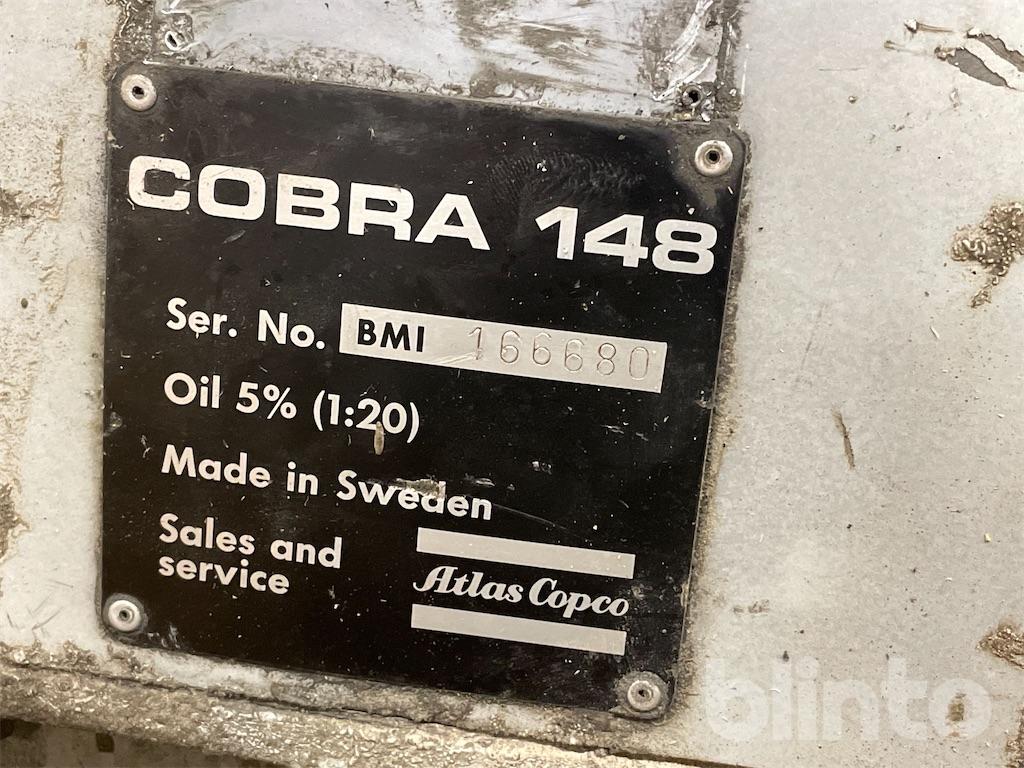 COBRA 148
Ser. No. BMI 166680
Oil 5% (1:20)
Made in Sweden
Sales and
service
Atlas Copco
blinto